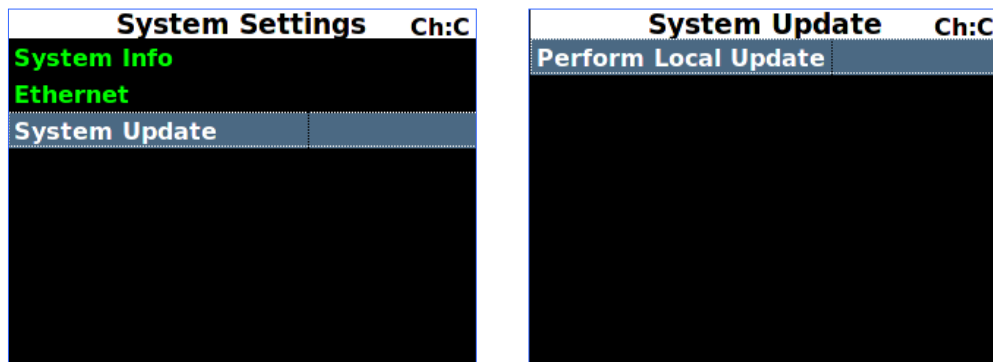 System Settings Ch:C
System Info
Ethernet
System Update
System Update Ch:C
Perform Local Update